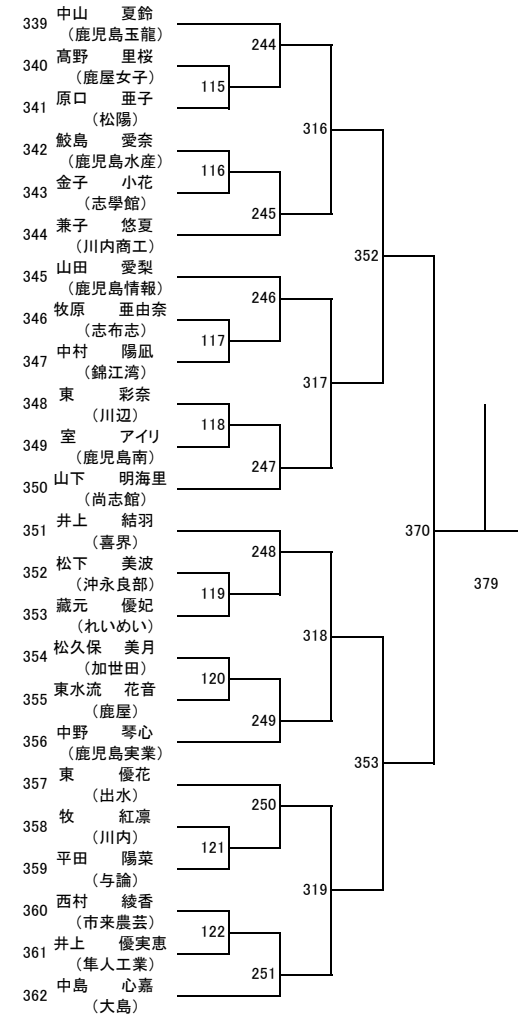 339 中山 夏鈴
（鹿児島玉龍）
244
340 髙野 里桜
（鹿屋女子）
115
341 原口 亜子
（松陽）
316
342 鮫島 愛奈
（鹿児島水産）
116
343 金子 小花
（志學館）
245
344 兼子 悠夏
（川内商工）
352
345 山田 愛梨
（鹿児島情報）
246
346 牧原 亜由奈
（志布志）
117
347 中村 陽凪
（錦江湾）
317
348 東 彩奈
（川辺）
118
349 室 アイリ
（鹿児島南）
247
350 山下 明海里
（尚志館）
370
351 井上 結羽
（喜界）
248
352 松下 美波
（沖永良部）
379
119
353 藏元 優妃
（れいめい）
318
354 松久保 美月
（加世田）
120
355 東水流 花音
（鹿屋）
249
356 中野 琴心
（鹿児島実業）
353
357 東 優花
（出水）
250
358 牧 紅凛
（川内）
121
359 平田 陽菜
（与論）
319
360 西村 綾香
（市来農芸）
122
361 井上 優実恵
（隼人工業）
251
362 中島 心嘉
（大島）